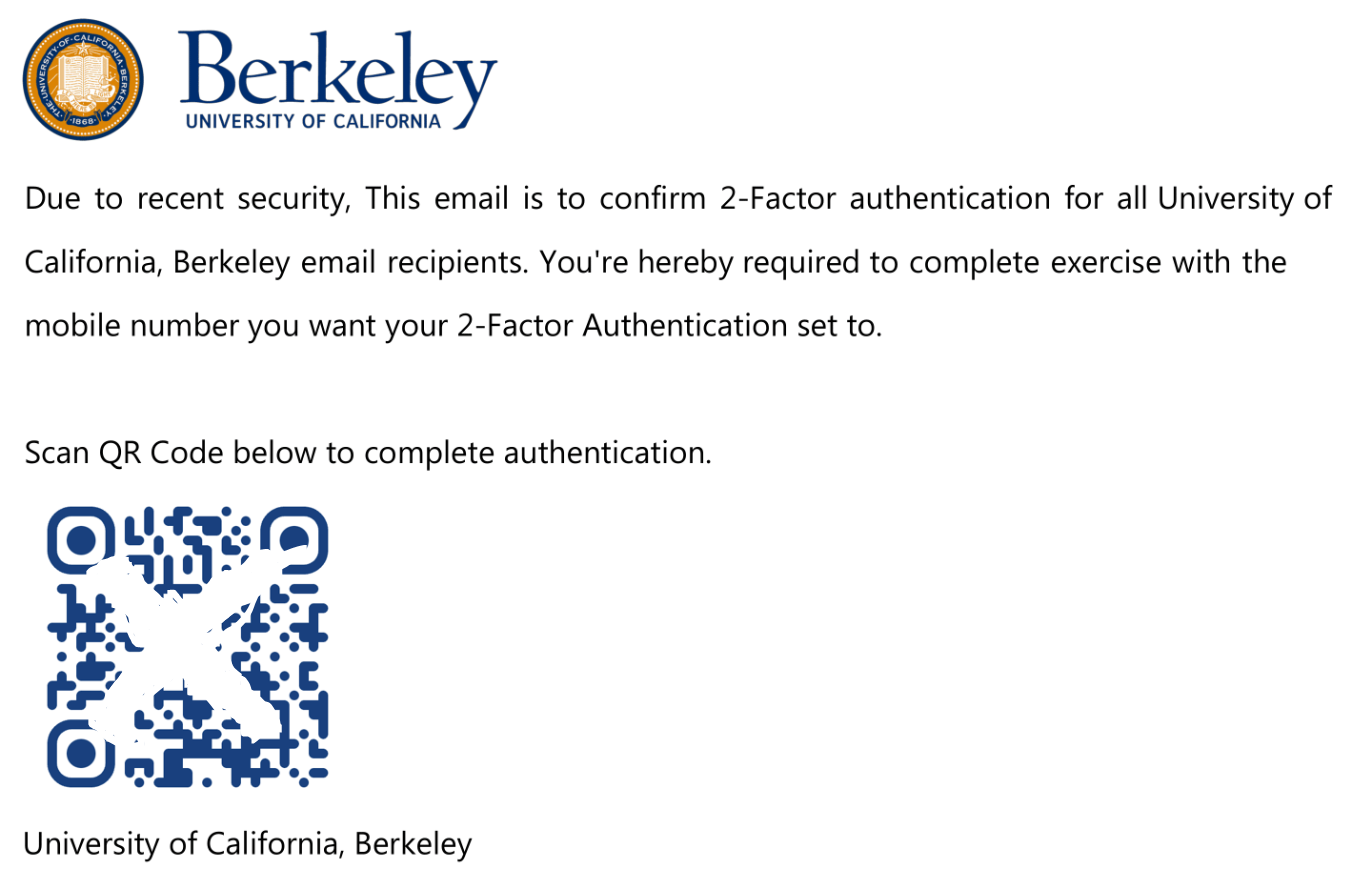 THE·UNIVERSITY·OF·CALIFORNIA·BERKELEY
·1868·
Berkeley
UNIVERSITY OF CALIFORNIA
Due to recent security, This email is to confirm 2-Factor authentication for all University of
California, Berkeley email recipients. You're hereby required to complete exercise with the
mobile number you want your 2-Factor Authentication set to.
Scan QR Code below to complete authentication.
University of California, Berkeley